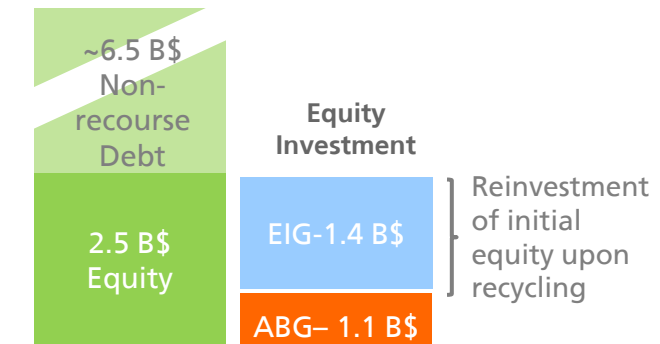 ~6.5 B$
Non-
recourse
Debt
2.5 B$
Equity
Equity
Investment
EIG-1.4 B$
ABG– 1.1 B$
Reinvestment
of initial
equity upon
recycling